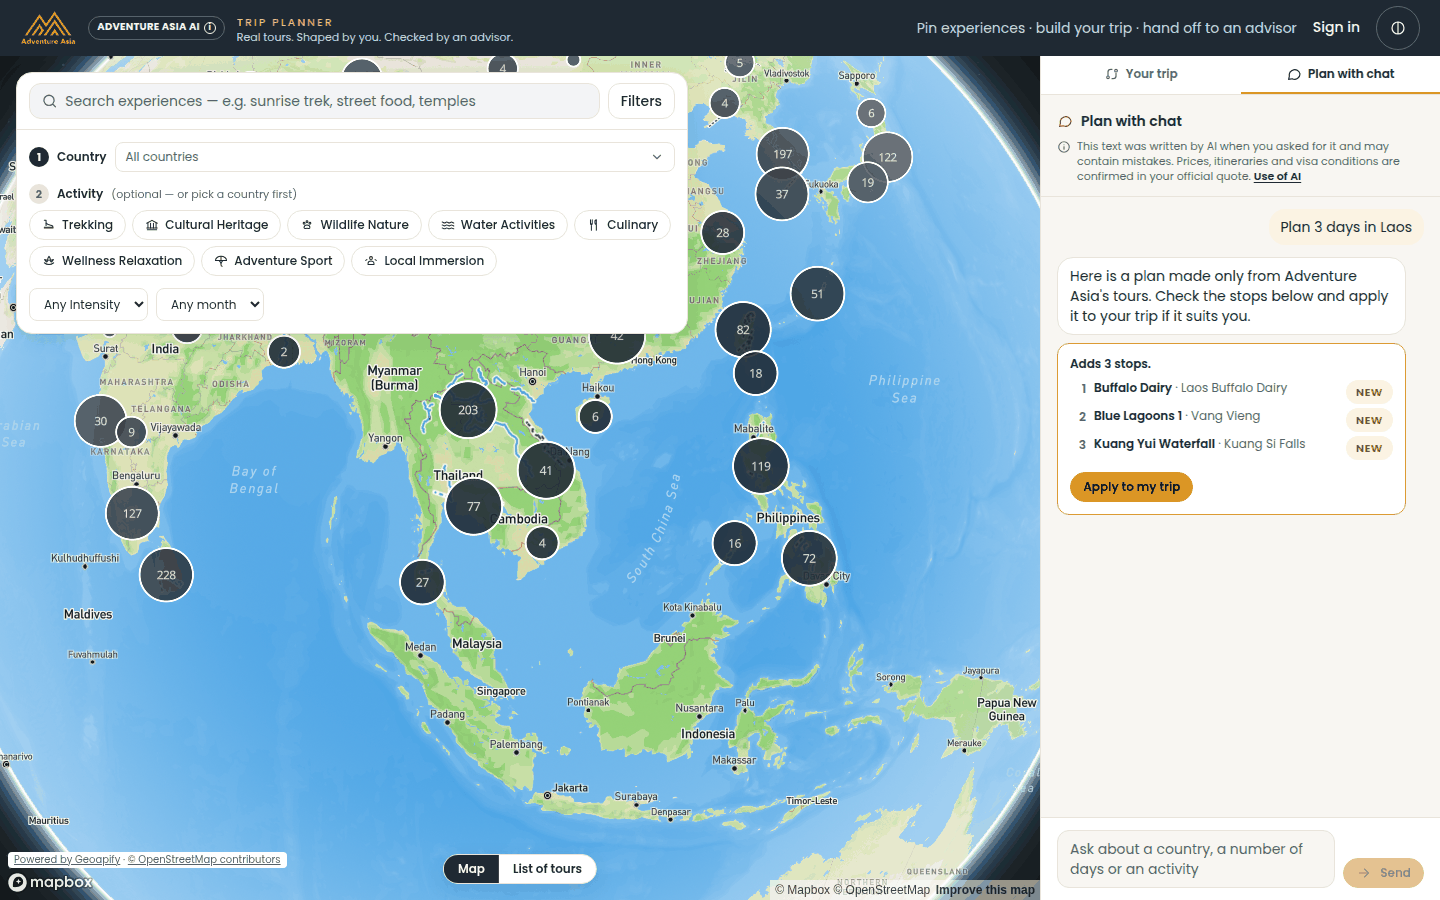 Adventure Asia
ADVENTURE ASIA AI
TRIP PLANNER
Real tours. Shaped by you. Checked by an advisor.
Pin experiences · build your trip · hand off to an advisor
Sign in
Search experiences — e.g. sunrise trek, street food, temples
Filters
1 Country
All countries
2 Activity (optional — or pick a country first)
Trekking
Cultural Heritage
Wildlife Nature
Water Activities
Culinary
Wellness Relaxation
Adventure Sport
Local Immersion
Any Intensity
Any month
INNER
4
5
JILIN
Vladivostok
Sapporo
4
6
197
122
37
19
28
ZHEJIANG
51
82
42
Hong Kong
18
Philippine
Sea
Surat
India
JHARKHAND
MIZORAM
2
MAHARASHTRA
ODISHA
TELANGANA
Vijayawada
30
9
KARNATAKA
Bengaluru
127
Kulhudhuffushi
228
Maldives
Fuvahmulah
Bay of
Bengal
Myanmar
(Burma)
Hanoi
Haikou
203
6
Yangon
Thailand
41
77
4
27
South China Sea
Mabalite
119
Philippines
16
72
City
Kota Kinabalu
Brunei
Medan
Malaysia
Singapore
Padang
Pontianak
Nusantara
Palu
Sorong
Jayapura
Papua New
Guinea
Indonesia
Merauke
Palembang
Makassar
Jakarta
Surabaya
Denpasar
Timor-Leste
Mauritius
QUEENSLAND
NORTHERN
Powered by Geoapify · © OpenStreetMap contributors
mapbox
Map
List of tours
© Mapbox © OpenStreetMap Improve this map
Your trip
Plan with chat
Plan with chat
This text was written by AI when you asked for it and may
contain mistakes. Prices, itineraries and visa conditions are
confirmed in your official quote. Use of AI
Plan 3 days in Laos
Here is a plan made only from Adventure
Asia's tours. Check the stops below and apply
it to your trip if it suits you.
Adds 3 stops.
1 Buffalo Dairy · Laos Buffalo Dairy NEW
2 Blue Lagoons 1 · Vang Vieng NEW
3 Kuang Yui Waterfall · Kuang Si Falls NEW
Apply to my trip
Ask about a country, a number of
days or an activity
Send